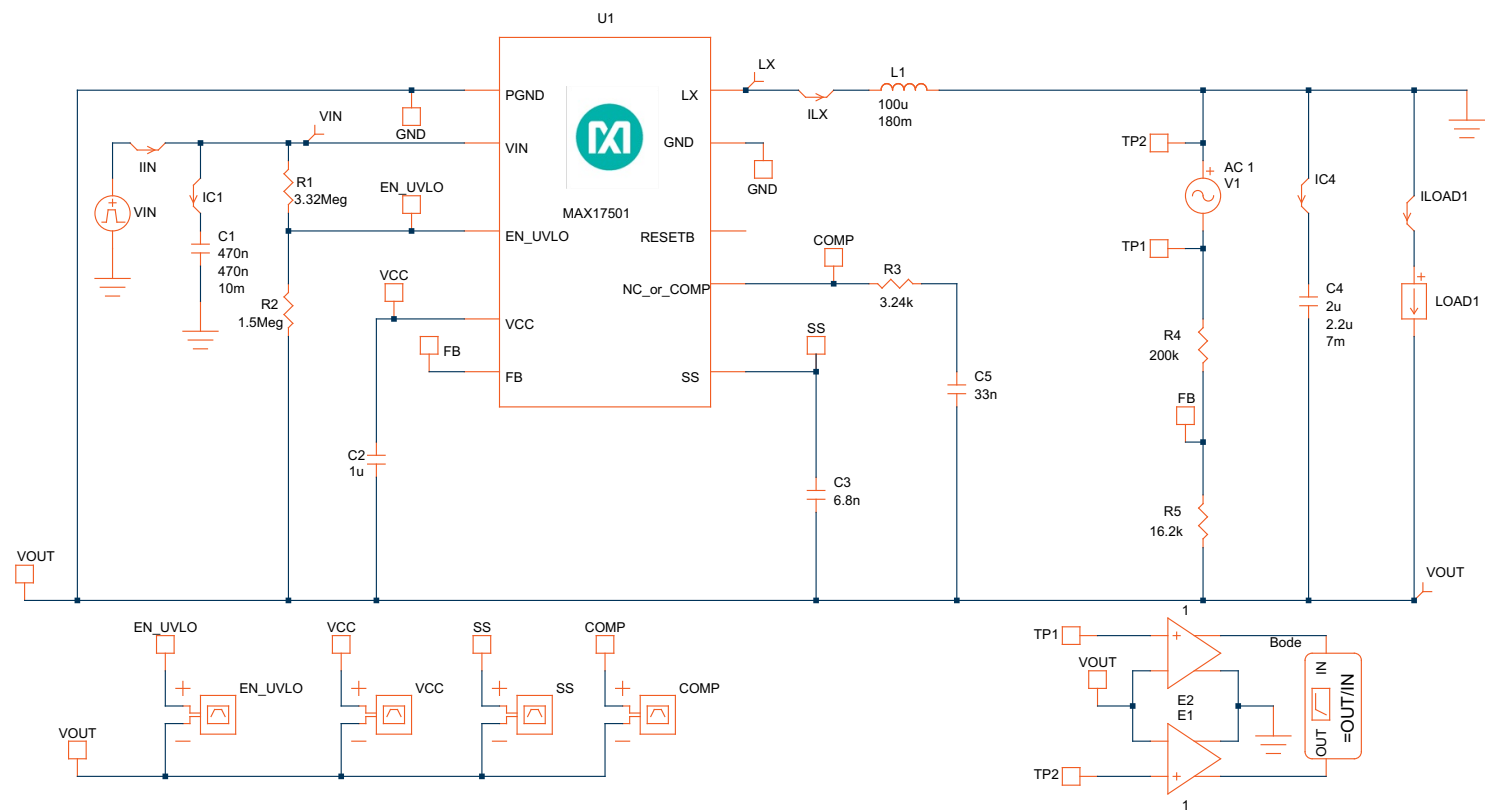 U1
PGND
LX
LX
L1
100u
180m
ILX
GND
VIN
VIN
GND
GND
TP2
AC 1
V1
IIN
VIN
IC1
R1
3.32Meg
EN_UVLO
MAX17501
IC4
ILOAD1
EN_UVLO
RESETB
C1
470n
470n
10m
COMP
TP1
VCC
NC_or_COMP
R3
3.24k
R2
1.5Meg
C4
2u
2.2u
7m
LOAD1
VCC
SS
R4
200k
FB
FB
SS
C5
33n
FB
C2
1u
C3
6.8n
R5
16.2k
VOUT
VOUT
EN_UVLO
VCC
SS
COMP
1
TP1
Bode
VOUT
IN
EN_UVLO
VCC
SS
COMP
E2
E1
=OUT/IN
VOUT
OUT
TP2
1